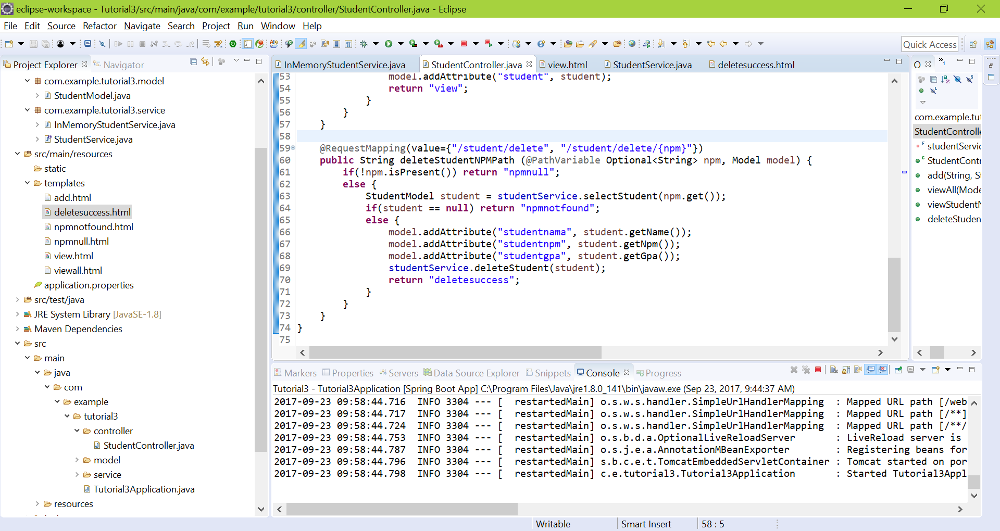 eclipse-workspace - Tutorial3/src/main/java/com/example/tutorial3/controller/StudentController.java - Eclipse
File Edit Source Refactor Navigate Search Project Run Window Help
Quick Access
Project Explorer
Navigator
com.example.tutorial3.model
StudentModel.java
com.example.tutorial3.service
InMemoryStudentService.java
StudentService.java
src/main/resources
static
templates
add.html
deletesuccess.html
npmnotfound.html
npmnull.html
view.html
viewall.html
application.properties
src/test/java
JRE System Library [JavaSE-1.8]
Maven Dependencies
src
main
java
com
example
tutorial3
controller
StudentController.java
model
service
Tutorial3Application.java
resources
InMemoryStudentService.java StudentController.java view.html StudentService.java deletesuccess.html
53 model.addAttribute("student", student);
54 return "view";
55 }
56 }
57 }
58
59 @RequestMapping(value={"/student/delete", "/student/delete/{npm}"})
60 public String deleteStudentNPMPath (@PathVariable Optional<String> npm, Model model) {
61 if(!npm.isPresent()) return "npmnull";
62 else {
63 StudentModel student = studentService.selectStudent(npm.get());
64 if(student == null) return "npmnotfound";
65 else {
66 model.addAttribute("studentnama", student.getName());
67 model.addAttribute("studentnpm", student.getNpm());
68 model.addAttribute("studentgpa", student.getGpa());
69 studentService.deleteStudent(student);
70 return "deletesuccess";
71 }
72 }
73 }
74 }
75
O
com.example.tut
StudentControlle
studentServic
StudentContr
add(String, S
viewAll(Mode
viewStudentN
deleteStuden
Markers Properties Servers Data Source Explorer Snippets Console Progress
Tutorial3 - Tutorial3Application [Spring Boot App] C:\Program Files\Java\jre1.8.0_141\bin\javaw.exe (Sep 23, 2017, 9:44:37 AM)
2017-09-23 09:58:44.716 INFO 3304 --- [ restartedMain] o.s.w.s.handler.SimpleUrlHandlerMapping : Mapped URL path [/web
2017-09-23 09:58:44.717 INFO 3304 --- [ restartedMain] o.s.w.s.handler.SimpleUrlHandlerMapping : Mapped URL path [/**]
2017-09-23 09:58:44.724 INFO 3304 --- [ restartedMain] o.s.w.s.handler.SimpleUrlHandlerMapping : Mapped URL path [/**/
2017-09-23 09:58:44.753 INFO 3304 --- [ restartedMain] o.s.b.d.a.OptionalLiveReloadServer : LiveReload server is
2017-09-23 09:58:44.787 INFO 3304 --- [ restartedMain] o.s.j.e.a.AnnotationMBeanExporter : Registering beans for
2017-09-23 09:58:44.796 INFO 3304 --- [ restartedMain] s.b.c.e.t.TomcatEmbeddedServletContainer : Tomcat started on por
2017-09-23 09:58:44.798 INFO 3304 --- [ restartedMain] c.e.tutorial3.Tutorial3Application : Started Tutorial3Appl
Writable Smart Insert 58 : 5